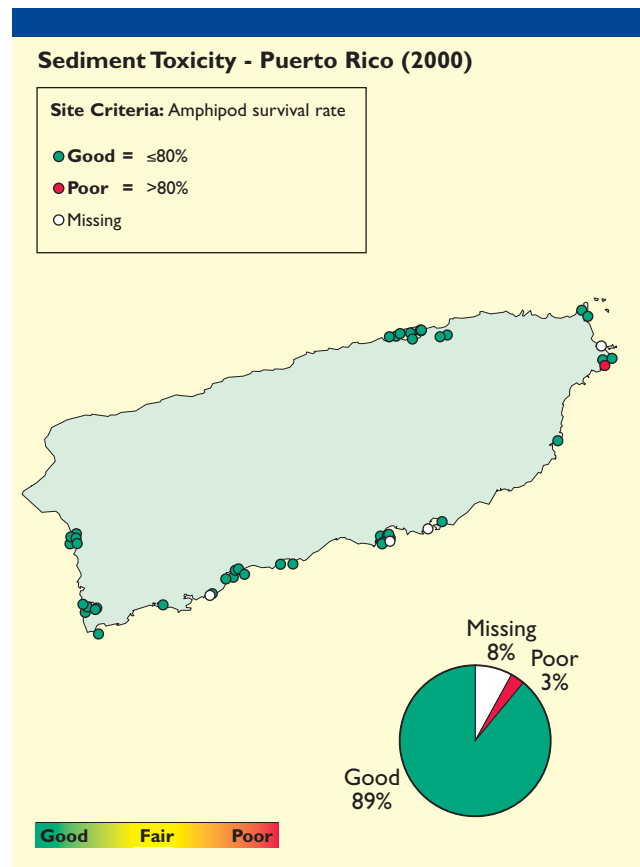 Sediment Toxicity - Puerto Rico (2000)
Site Criteria: Amphipod survival rate
Good = ≤80%
Poor = >80%
Missing
Missing
8%
Poor
3%
Good
89%
Good Fair Poor